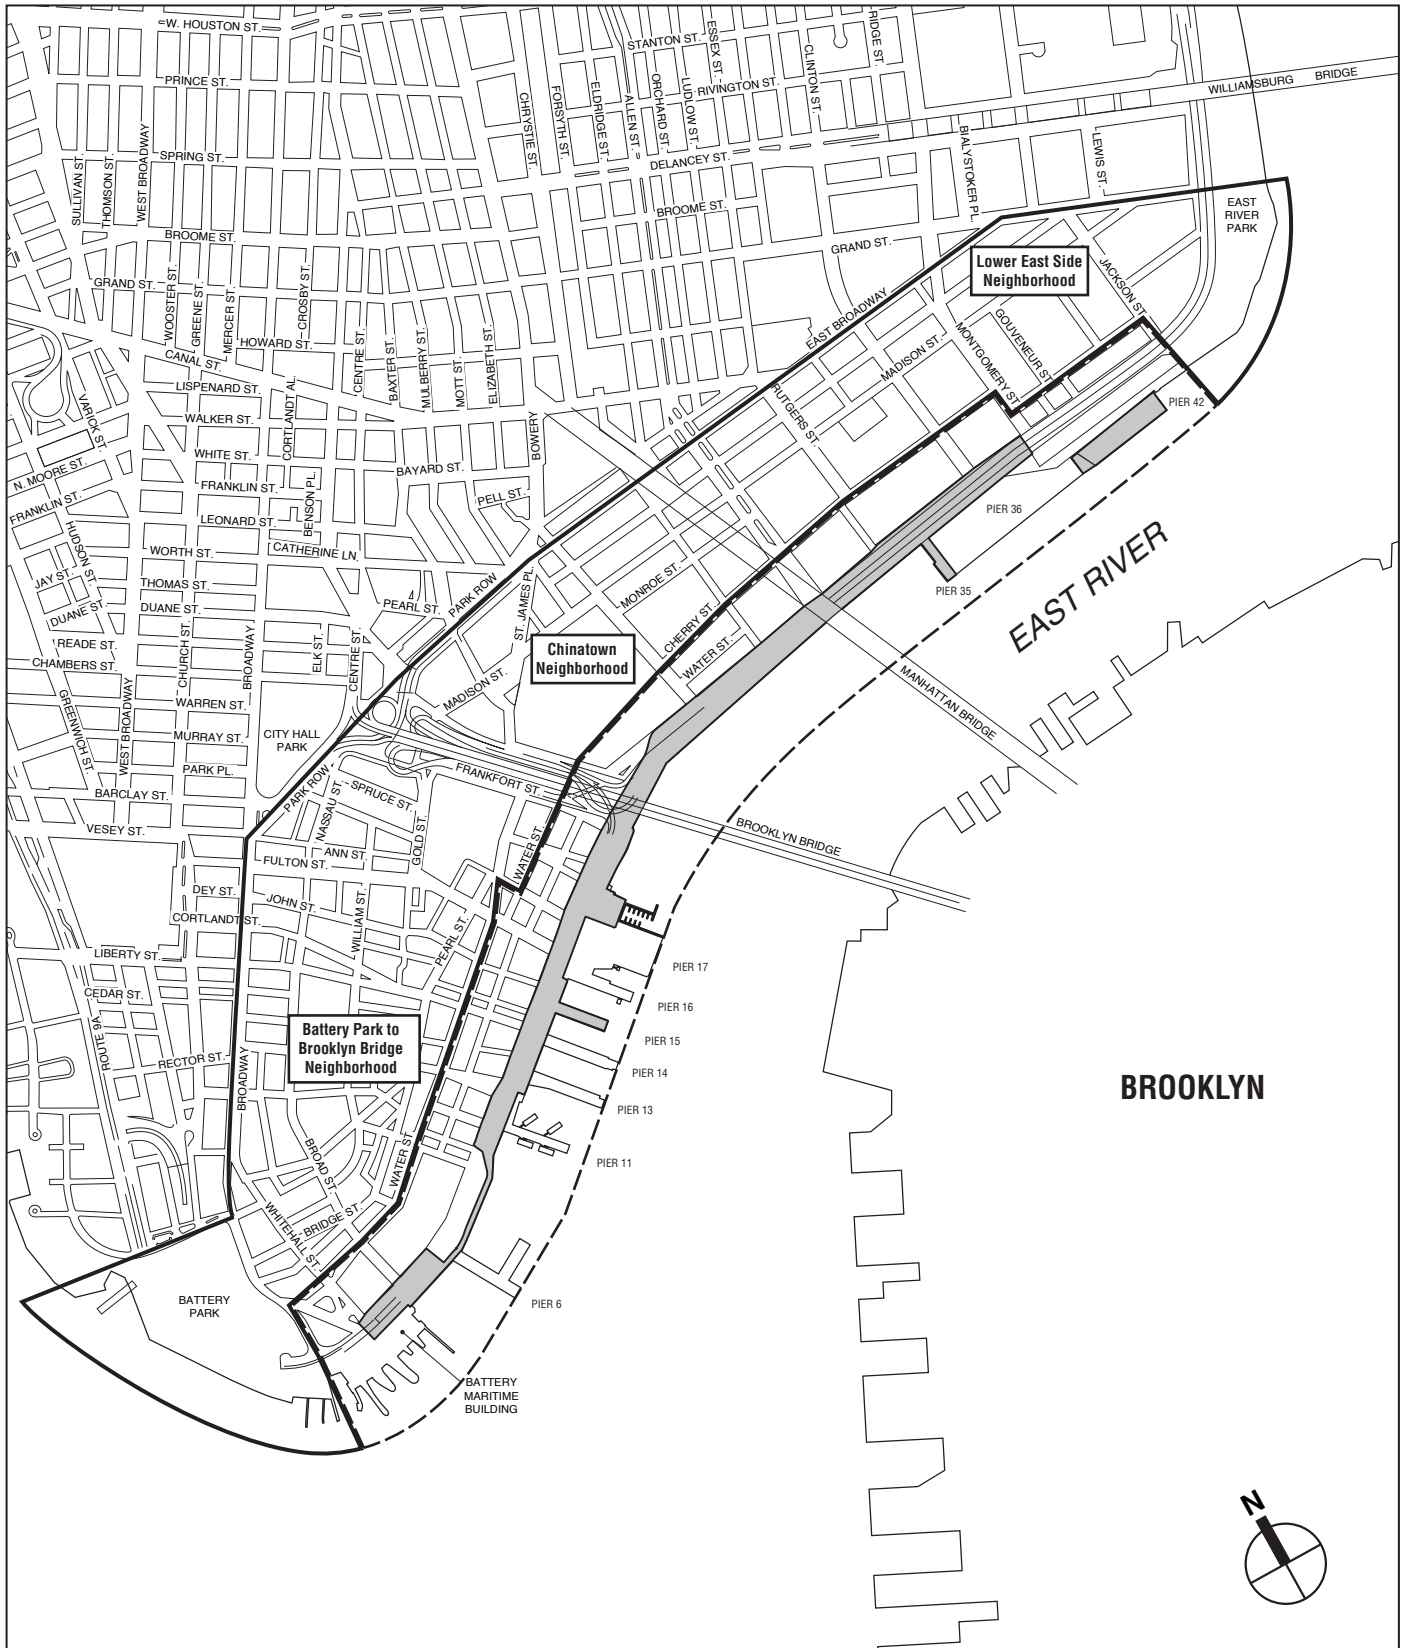 W. HOUSTON ST.
PRINCE ST.
SPRING ST.
BROOME ST.
GRAND ST.
SULLIVAN ST.
THOMSON ST.
WEST BROADWAY
WOOSTER ST.
GREENE ST.
MERCER ST.
CROSBY ST.
HOWARD ST.
CANAL ST.
LISPENARD ST.
WALKER ST.
CORTLANDT AL.
WHITE ST.
FRANKLIN ST.
LEONARD ST.
BENSON PL.
CATHERINE LN.
WORTH ST.
THOMAS ST.
DUANE ST.
VARICK ST.
N. MOORE ST.
FRANKLIN ST.
HUDSON ST.
JAY ST.
DUANE ST.
READE ST.
CHAMBERS ST.
CHURCH ST.
BROADWAY
ELK ST.
CENTRE ST.
CENTRE ST.
BAXTER ST.
MULBERRY ST.
MOTT ST.
ELIZABETH ST.
BOWERY
BAYARD ST.
PELL ST.
PEARL ST.
PARK ROW
ST. JAMES PL.
MADISON ST.
WARREN ST.
MURRAY ST.
PARK PL.
BARCLAY ST.
VESEY ST.
GREENWICH ST.
WEST BROADWAY
CITY HALL
PARK
PARK ROW
NASSAU ST.
SPRUCE ST.
FRANKFORT ST.
GOLD ST.
ANN ST.
FULTON ST.
DEY ST.
JOHN ST.
CORTLANDT ST.
WILLIAM ST.
PEARL ST.
WATER ST.
LIBERTY ST.
CEDAR ST.
ROUTE 9A
RECTOR ST.
BROADWAY
BROAD ST.
WATER ST.
BRIDGE ST.
WHITEHALL ST.
BATTERY
PARK
Battery Park to
Brooklyn Bridge
Neighborhood
Chinatown
Neighborhood
Lower East Side
Neighborhood
CHRYSTIE ST.
FORSYTH ST.
ELDRIDGE ST.
ALLEN ST.
ORCHARD ST.
LUDLOW ST.
ESSEX ST.
STANTON ST.
RIVINGTON ST.
CLINTON ST.
RIDGE ST.
DELANCEY ST.
BROOME ST.
GRAND ST.
BIALYSTOKER PL.
LEWIS ST.
WILLIAMSBURG BRIDGE
EAST
RIVER
PARK
EAST BROADWAY
JACKSON ST.
GOUVENEUR ST.
MONTGOMERY ST.
MADISON ST.
RUTGERS ST.
MONROE ST.
CHERRY ST.
WATER ST.
PIER 42
PIER 36
PIER 35
EAST RIVER
MANHATTAN BRIDGE
BROOKLYN BRIDGE
PIER 17
PIER 16
PIER 15
PIER 14
PIER 13
PIER 11
PIER 6
BATTERY
MARITIME
BUILDING
BROOKLYN
N